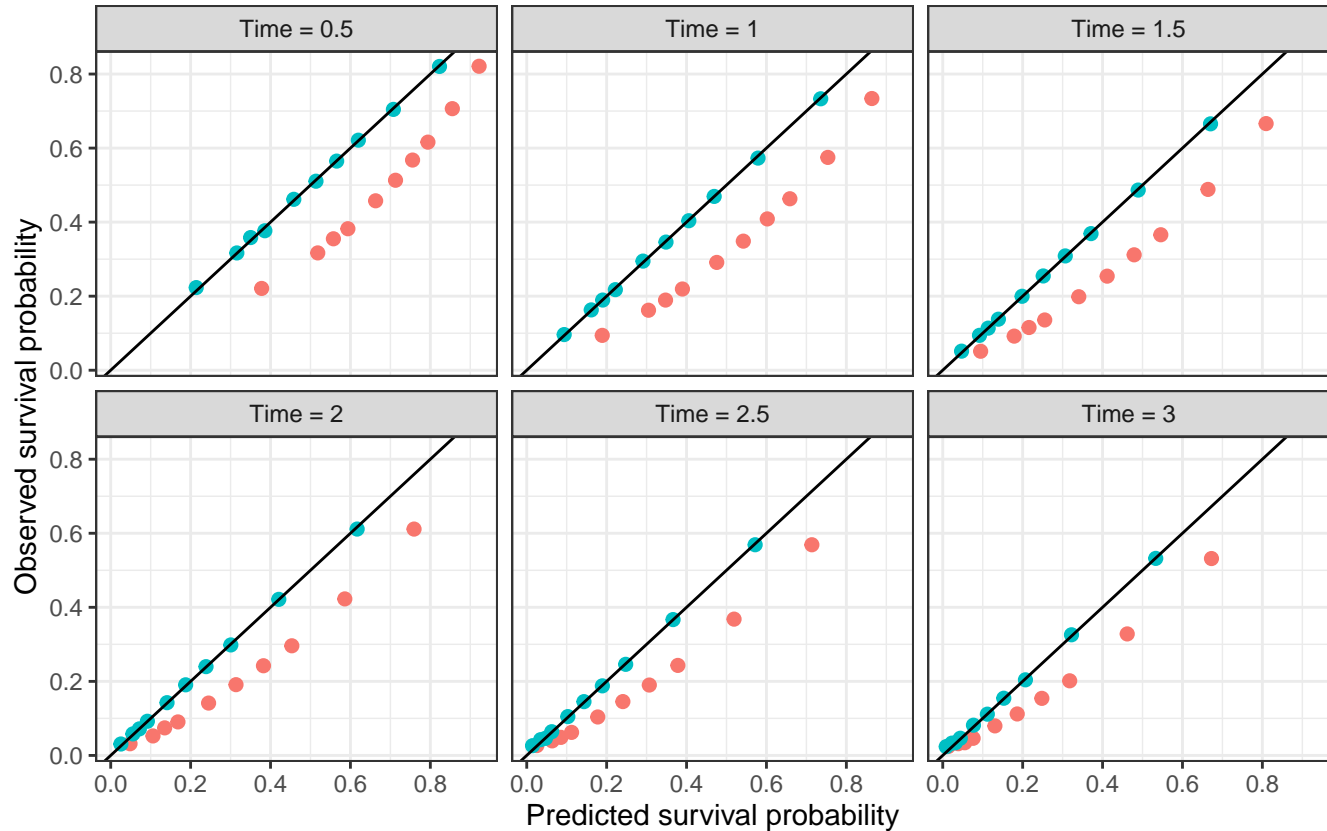 Time = 0.5
Time = 1
Time = 1.5
0.8
0.6
0.4
0.2
0.0
Observed survival probability
Time = 2
Time = 2.5
Time = 3
0.8
0.6
0.4
0.2
0.0
0.0 0.2 0.4 0.6 0.8
0.0 0.2 0.4 0.6 0.8
0.0 0.2 0.4 0.6 0.8
Predicted survival probability